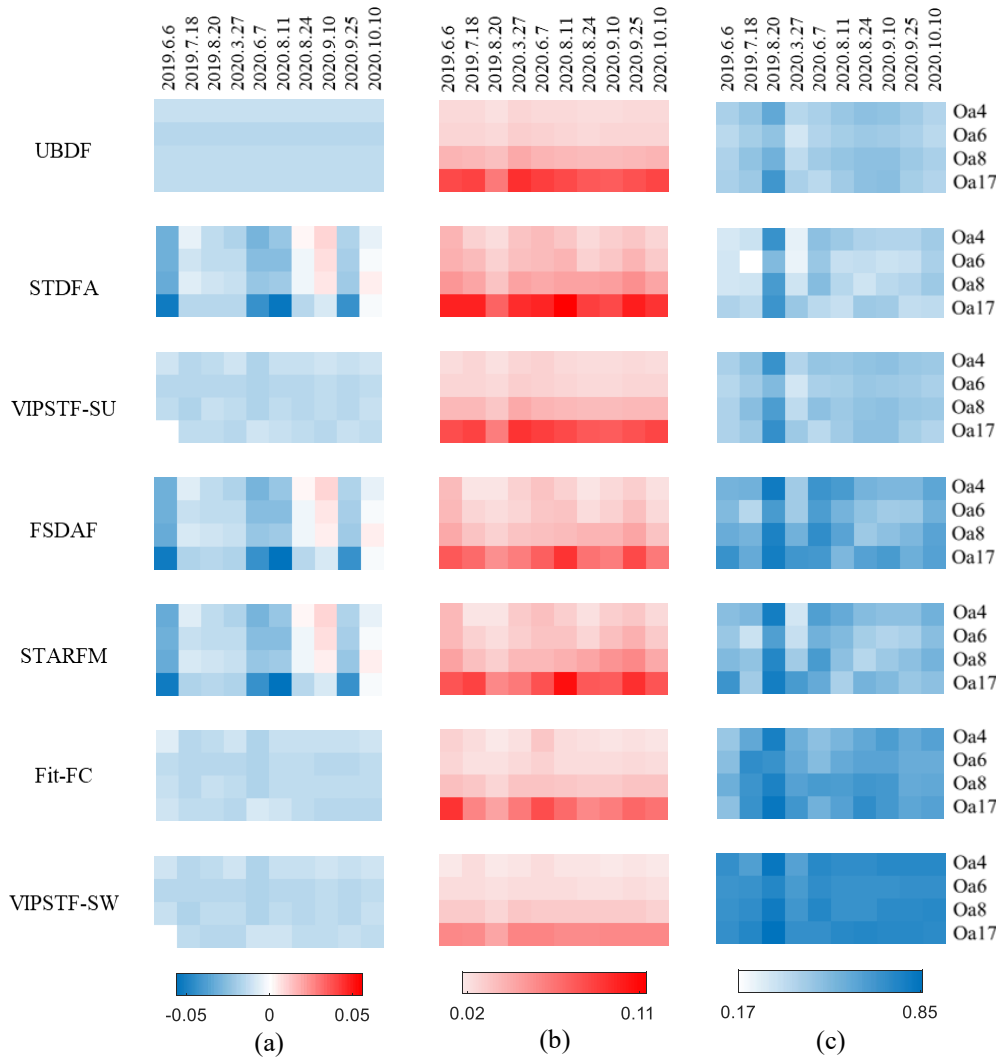 2019.6.6
2019.7.18
2019.8.20
2020.3.27
2020.6.7
2020.8.11
2020.8.24
2020.9.10
2020.9.25
2020.10.10
2019.6.6
2019.7.18
2019.8.20
2020.3.27
2020.6.7
2020.8.11
2020.8.24
2020.9.10
2020.9.25
2020.10.10
2019.6.6
2019.7.18
2019.8.20
2020.3.27
2020.6.7
2020.8.11
2020.8.24
2020.9.10
2020.9.25
2020.10.10
UBDF
Oa4
Oa6
Oa8
Oa17
STDFA
Oa4
Oa6
Oa8
Oa17
VIPSTF-SU
Oa4
Oa6
Oa8
Oa17
FSDAF
Oa4
Oa6
Oa8
Oa17
STARFM
Oa4
Oa6
Oa8
Oa17
Fit-FC
Oa4
Oa6
Oa8
Oa17
VIPSTF-SW
Oa4
Oa6
Oa8
Oa17
-0.05 0 0.05
0.02 0.11
0.17 0.85
(a)
(b)
(c)